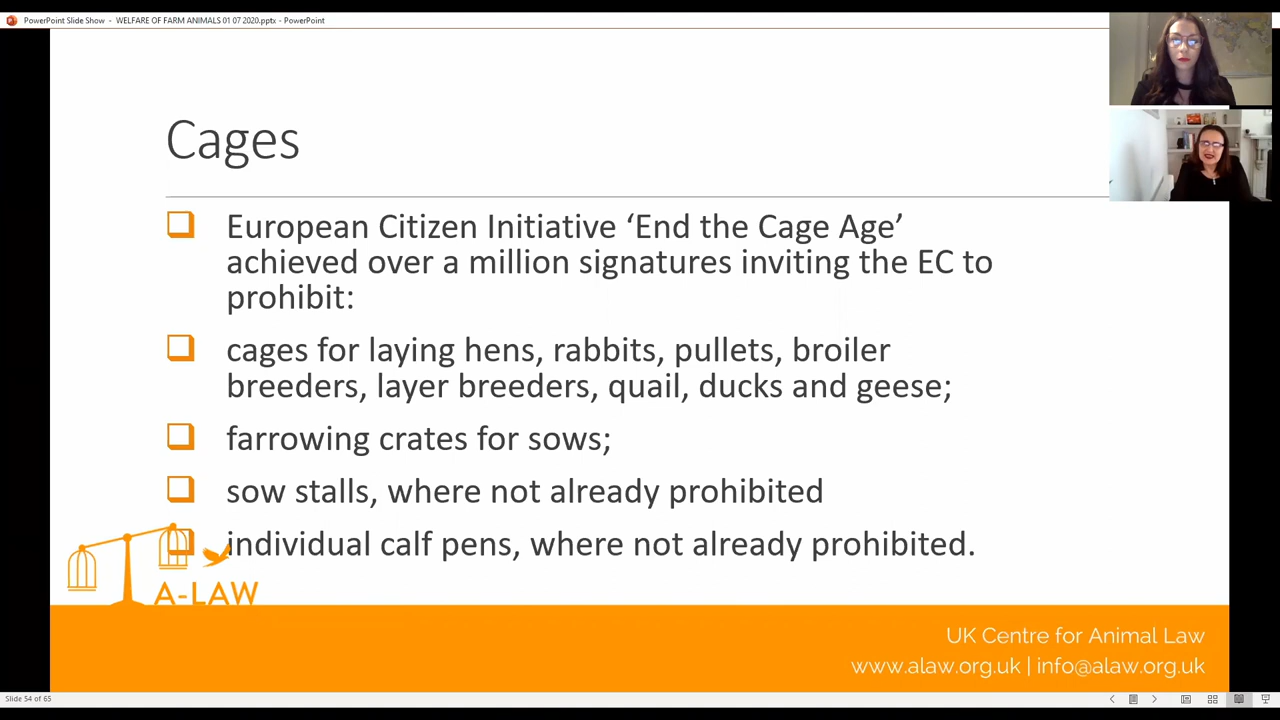 PowerPoint Slide Show - WELFARE OF FARM ANIMALS 01 07 2020.pptx - PowerPoint
Cages
European Citizen Initiative ‘End the Cage Age’
achieved over a million signatures inviting the EC to
prohibit:
cages for laying hens, rabbits, pullets, broiler
breeders, layer breeders, quail, ducks and geese;
farrowing crates for sows;
sow stalls, where not already prohibited
individual calf pens, where not already prohibited.
A-LAW
UK Centre for Animal Law
www.alaw.org.uk | info@alaw.org.uk
Slide 54 of 65